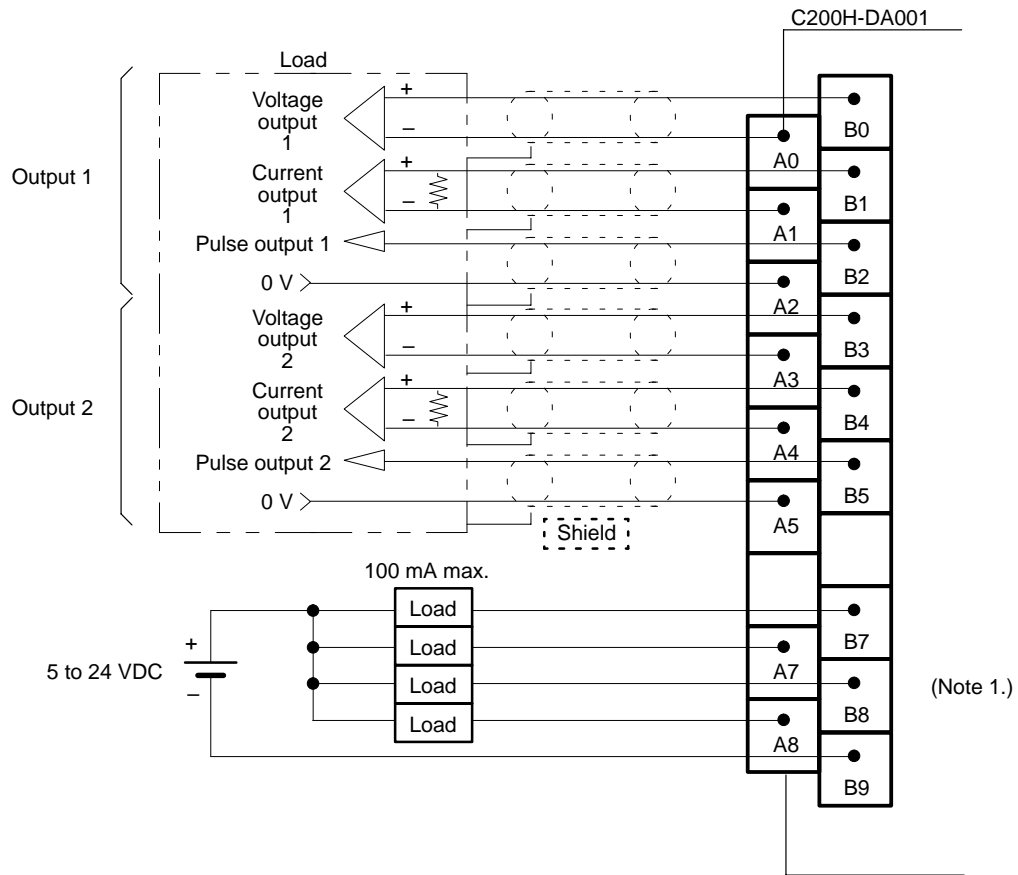 C200H-DA001
Load
Output 1
Voltage
output
1
+
−
B0
A0
Current
output
1
+
−
B1
A1
Pulse output 1
B2
0 V
A2
Output 2
Voltage
output
2
+
−
B3
A3
Current
output
2
+
−
B4
A4
Pulse output 2
B5
0 V
A5
Shield
100 mA max.
Load
B7
5 to 24 VDC
+
−
Load
A7
Load
B8
(Note 1.)
Load
A8
B9